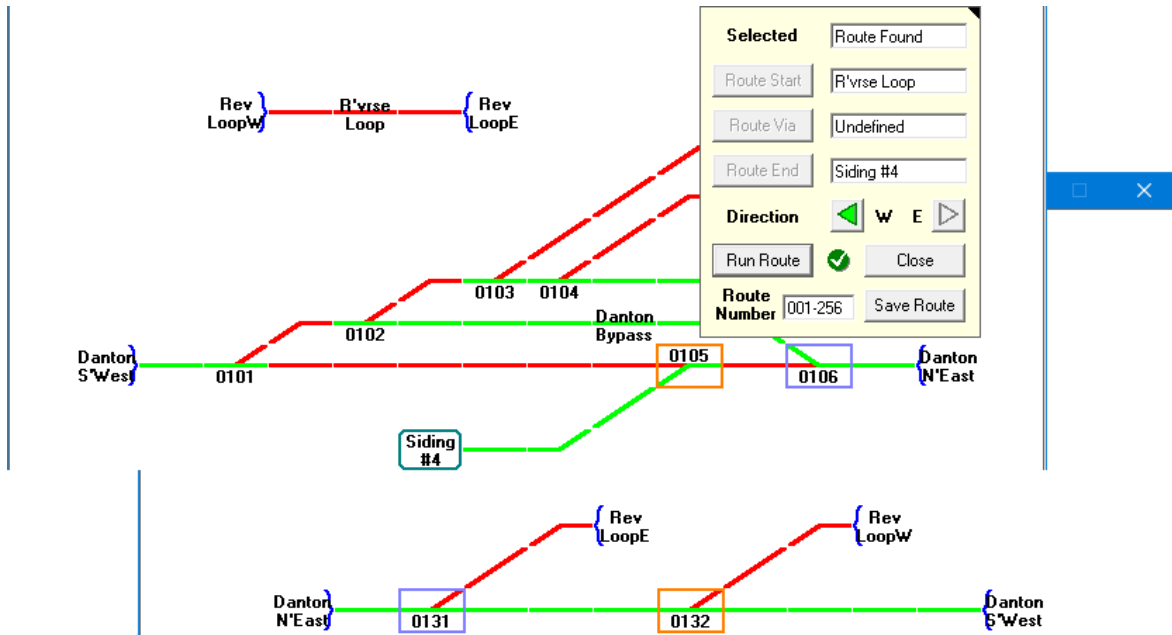 Selected
Route Found
Route Start
R'vrse Loop
Route Via
Undefined
Route End
Siding #4
Direction
W E
Run Route
Close
Route
Number
001-256
Save Route
Rev
LoopW
R'vrse
Loop
Rev
LoopE
0103
0104
0102
Danton
Bypass
Danton
S'West
0101
0105
0106
Danton
N'East
Siding
#4
Rev
LoopE
Rev
LoopW
Danton
N'East
0131
0132
Danton
S'West